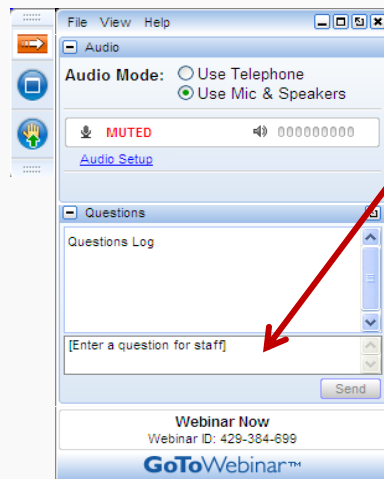 File View Help
Audio
Audio Mode: Use Telephone
Use Mic & Speakers
MUTED 000000000
Audio Setup
Questions
Questions Log
[Enter a question for staff]
Send
Webinar Now
Webinar ID: 429-384-699
GoToWebinar™